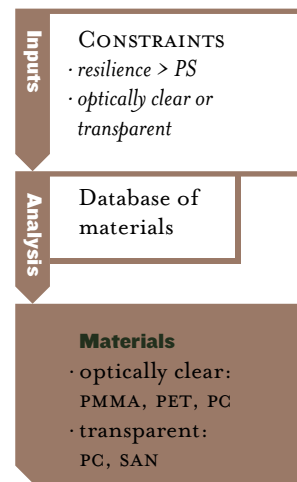 Inputs
CONSTRAINTS
· resilience > PS
· optically clear or
transparent
Analysis
Database of
materials
Materials
· optically clear:
PMMA, PET, PC
· transparent:
PC, SAN